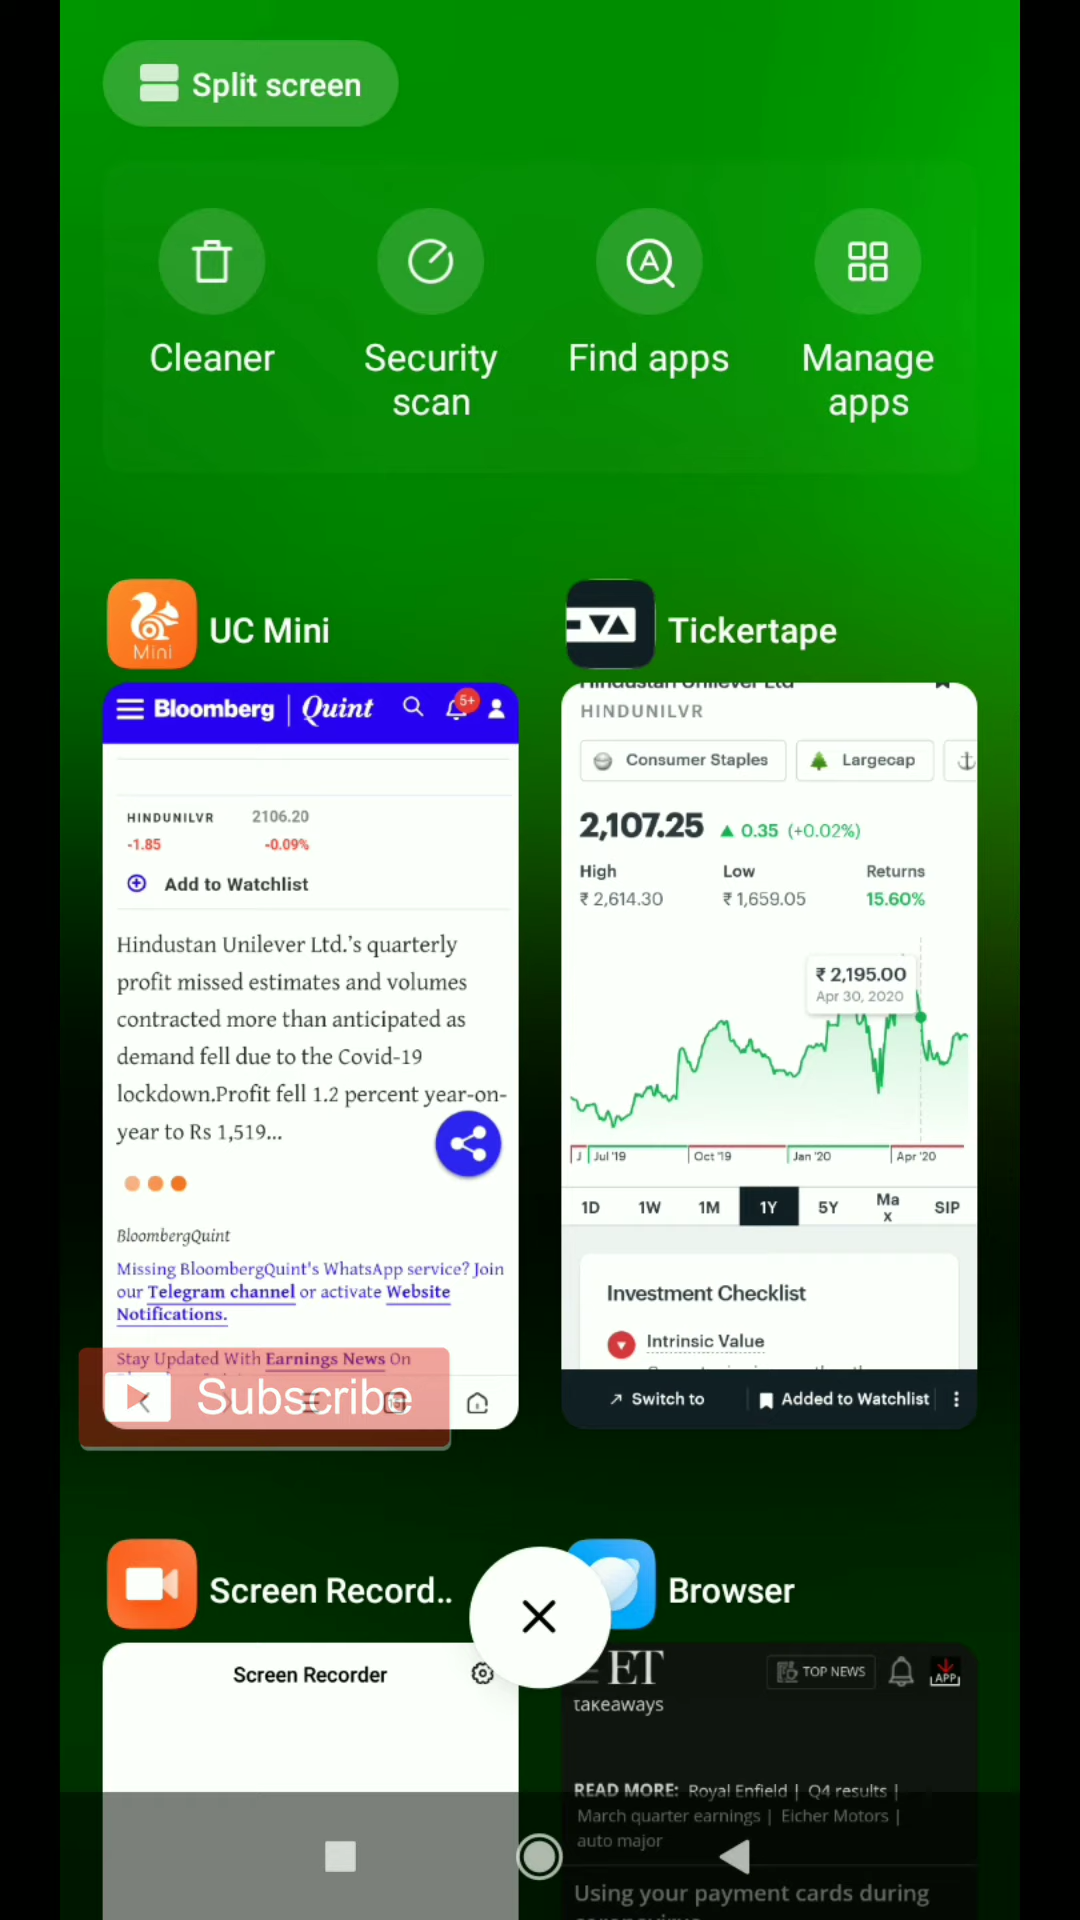 Split screen
Cleaner
Security
scan
Find apps
Manage
apps
Mini
UC Mini
Tickertape
Bloomberg | Quint
5+
HINDUNILVR 2106.20
-1.85 -0.09%
Add to Watchlist
Hindustan Unilever Ltd.'s quarterly
profit missed estimates and volumes
contracted more than anticipated as
demand fell due to the Covid-19
lockdown.Profit fell 1.2 percent year-on-
year to Rs 1,519...
BloombergQuint
Missing BloombergQuint's WhatsApp service? Join
our Telegram channel or activate Website
Notifications.
Stay Updated With Earnings News On
Subscribe
Hindustan Unilever Ltd
HINDUNILVR
Consumer Staples
Largecap
2,107.25 ▲ 0.35 (+0.02%)
High Low Returns
₹ 2,614.30 ₹ 1,659.05 15.60%
₹ 2,195.00
Apr 30, 2020
J Jul '19 Oct '19 Jan '20 Apr '20
1D 1W 1M 1Y 5Y Ma
x SIP
Investment Checklist
Intrinsic Value
Switch to
Added to Watchlist
Screen Record..
Browser
Screen Recorder
ET
TOP NEWS
APP
takeaways
READ MORE: Royal Enfield | Q4 results |
March quarter earnings | Eicher Motors |
auto major
Using your payment cards during